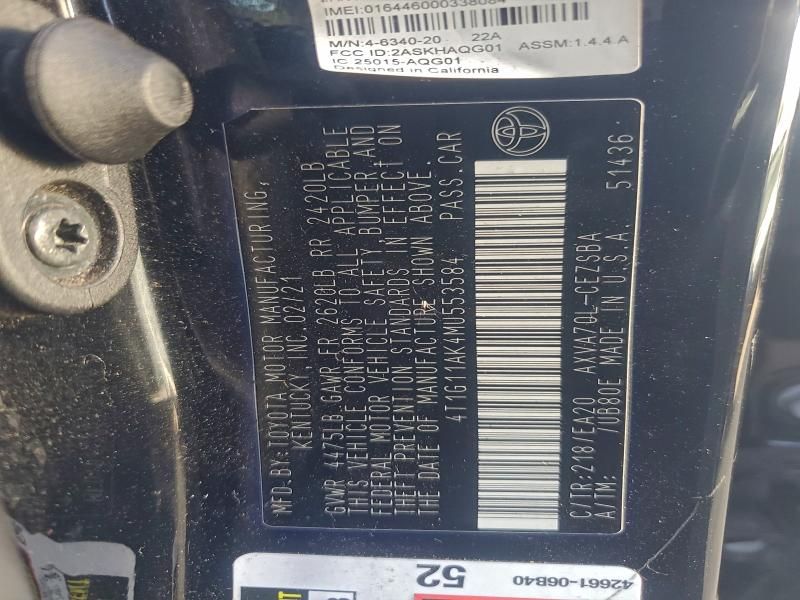 IMEI:016446000338084
M/N:4-6340-20 22A
FCC ID:2ASKHAQG01 ASSM:1.4.4.A
IC 25015-AQG01
Designed in California
MFD.BY: TOYOTA MOTOR MANUFACTURING,
KENTUCKY, INC. 02/21
GVWR 4475LB GAWR FR 2620LB RR 2420LB
THIS VEHICLE CONFORMS TO ALL APPLICABLE
FEDERAL MOTOR VEHICLE SAFETY,BUMPER,AND
THEFT PREVENTION STANDARDS IN EFFECT ON
THE DATE OF MANUFACTURE SHOWN ABOVE.
4T1G11AK4MU553584 PASS.CAR
C/TR:218/EA20 AXVA70L-CEZSBA
A/TM: /UB80E MADE IN U.S.A. 51436
42661-06B40
52